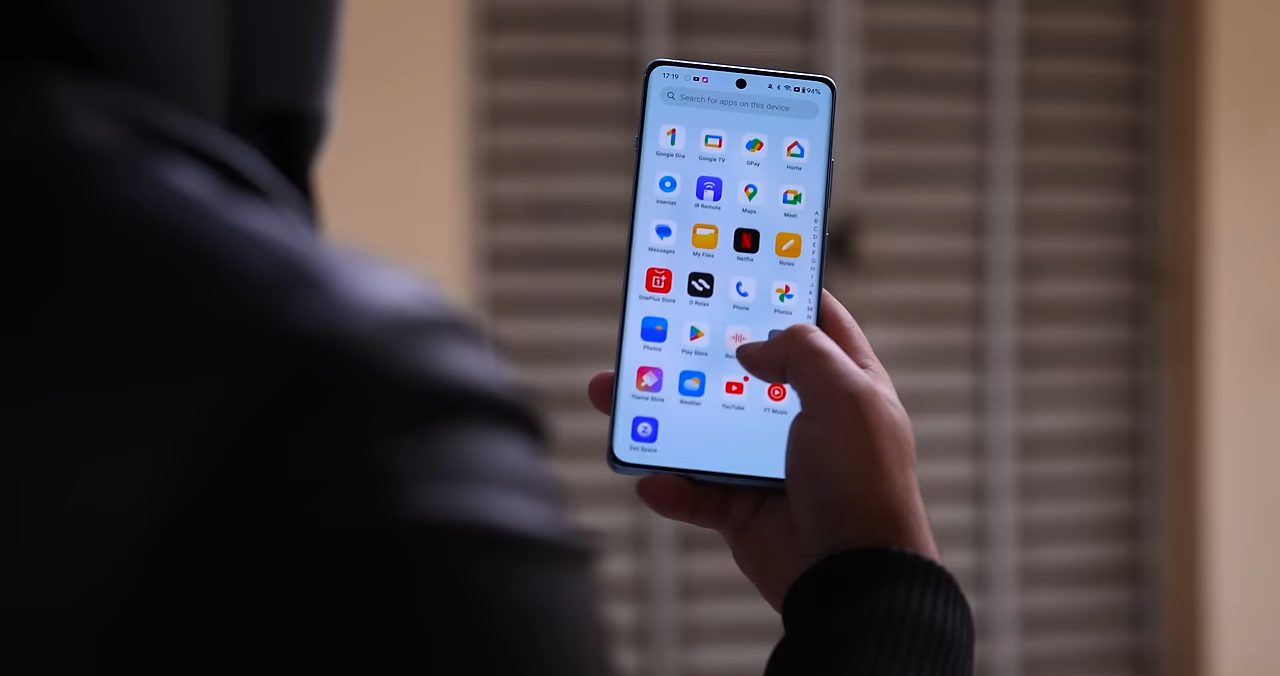 17:19 94%
Search for apps on this device
Google One Google TV GPay Home
Internet IR Remote Maps Meet
Messages My Files Netflix Notes
OnePlus Store O Relax Phone Photos
Photos Play Store
Theme Store Weather YouTube YT Music
Zen Space
A
B
C
D
E
F
G
H
I
J
K
L
M
N